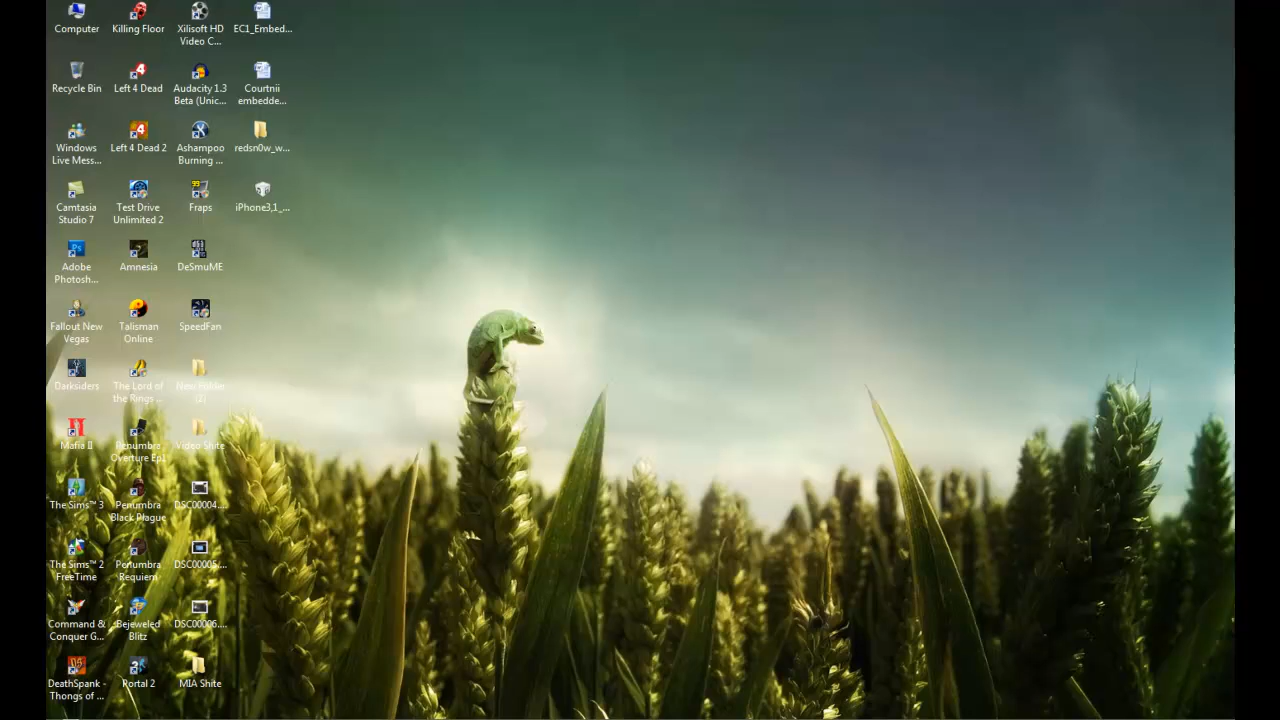 Computer
Recycle Bin
Windows
Live Mess...
Camtasia
Studio 7
Adobe
Photosh...
Fallout New
Vegas
Darksiders
Mafia II
The Sims™ 3
The Sims™ 2
FreeTime
Command &
Conquer G...
DeathSpank -
Thongs of ...
Killing Floor
Left 4 Dead
Left 4 Dead 2
Test Drive
Unlimited 2
Amnesia
Talisman
Online
The Lord of
the Rings ...
Penumbra
Overture Ep1
Penumbra
Black Plague
Penumbra
Requiem
Bejeweled
Blitz
Portal 2
Xilisoft HD
Video C...
Audacity 1.3
Beta (Unic...
Ashampoo
Burning ...
Fraps
DeSmuME
SpeedFan
New Folder
(2)
Video Shite
DSC00004....
DSC00005....
DSC00006....
MIA Shite
EC1_Embed...
Courtnii
embedde...
redsn0w_w...
iPhone3,1_...